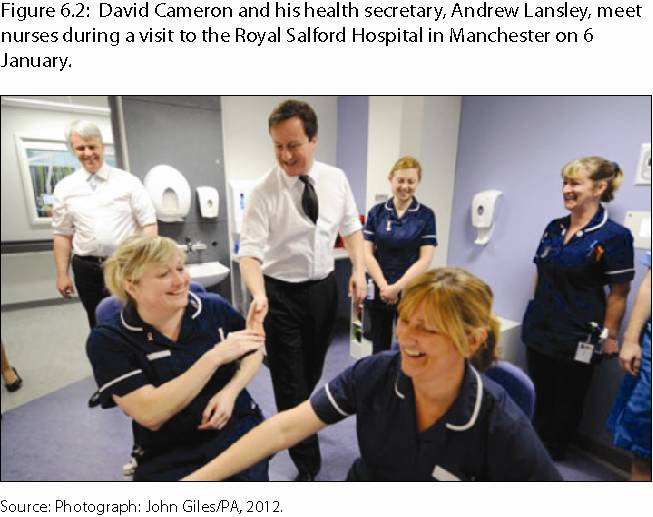 Figure 6.2: David Cameron and his health secretary, Andrew Lansley, meet
nurses during a visit to the Royal Salford Hospital in Manchester on 6
January.
Source: Photograph: John Giles/PA, 2012.